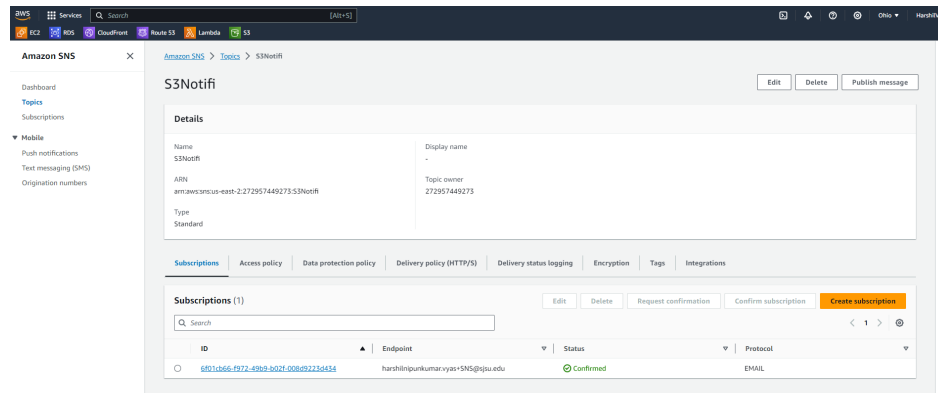 aws Services Search [Alt+S] Ohio HarshilV
EC2 RDS CloudFront Route 53 Lambda S3
Amazon SNS
Dashboard
Topics
Subscriptions
Mobile
Push notifications
Text messaging (SMS)
Origination numbers
Amazon SNS > Topics > S3Notifi
S3Notifi
Edit Delete Publish message
Details
Name
S3Notifi
ARN
arn:aws:sns:us-east-2:272957449273:S3Notifi
Type
Standard
Display name
-
Topic owner
272957449273
Subscriptions Access policy Data protection policy Delivery policy (HTTP/S) Delivery status logging Encryption Tags Integrations
Subscriptions (1) Edit Delete Request confirmation Confirm subscription Create subscription
Search < 1 >
ID Endpoint Status Protocol
6f01cb66-f972-49b9-b02f-008d9223d434 harshilnipunkumar.vyas+SNS@sjsu.edu Confirmed EMAIL